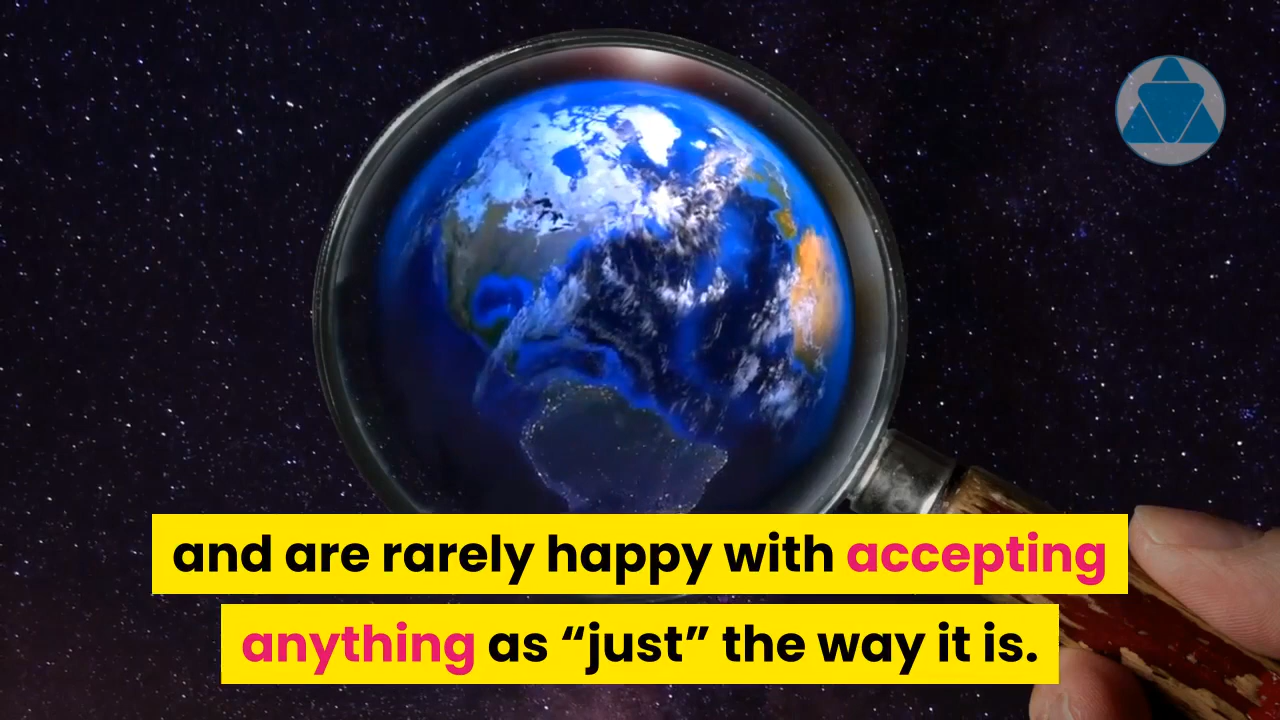 and are rarely happy with accepting
anything as “just” the way it is.